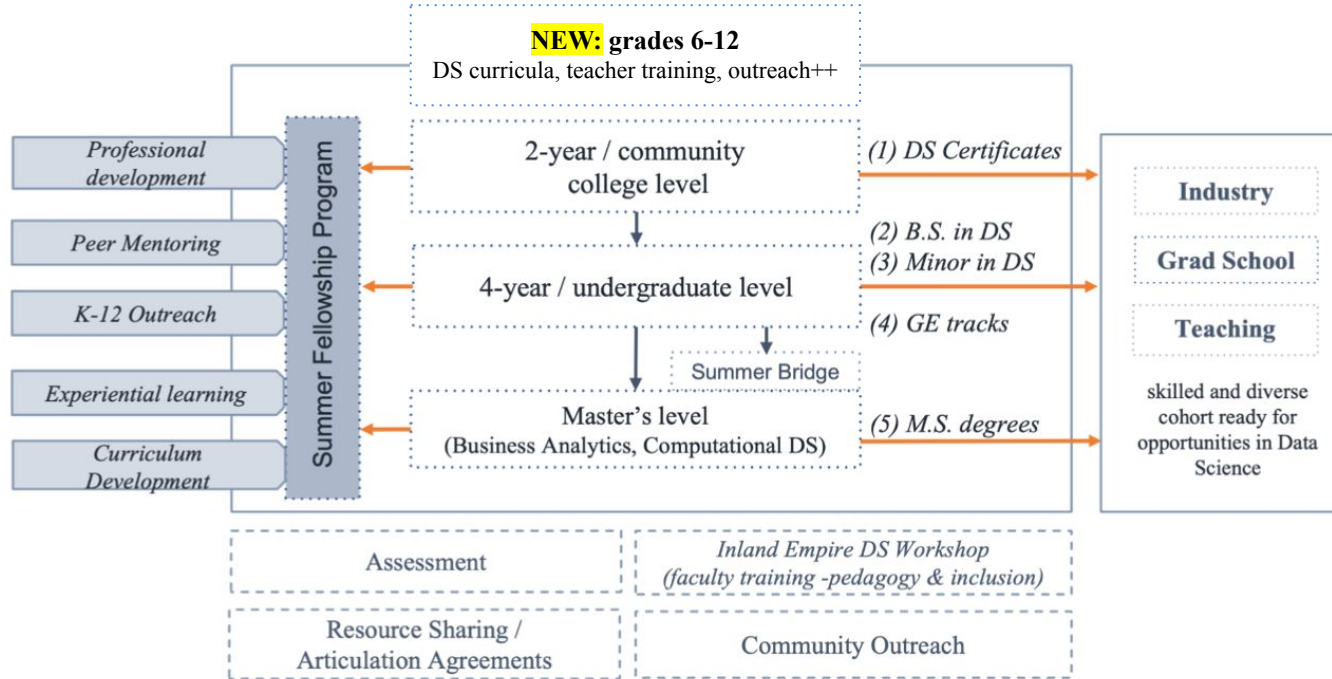 NEW: grades 6-12
DS curricula, teacher training, outreach++
Professional
development
Peer Mentoring
K-12 Outreach
Experiential learning
Curriculum
Development
Summer Fellowship Program
2-year / community
college level
4-year / undergraduate level
Summer Bridge
Master's level
(Business Analytics, Computational DS)
(1) DS Certificates
(2) B.S. in DS
(3) Minor in DS
(4) GE tracks
(5) M.S. degrees
Industry
Grad School
Teaching
skilled and diverse
cohort ready for
opportunities in Data
Science
Assessment
Inland Empire DS Workshop
(faculty training -pedagogy & inclusion)
Resource Sharing /
Articulation Agreements
Community Outreach